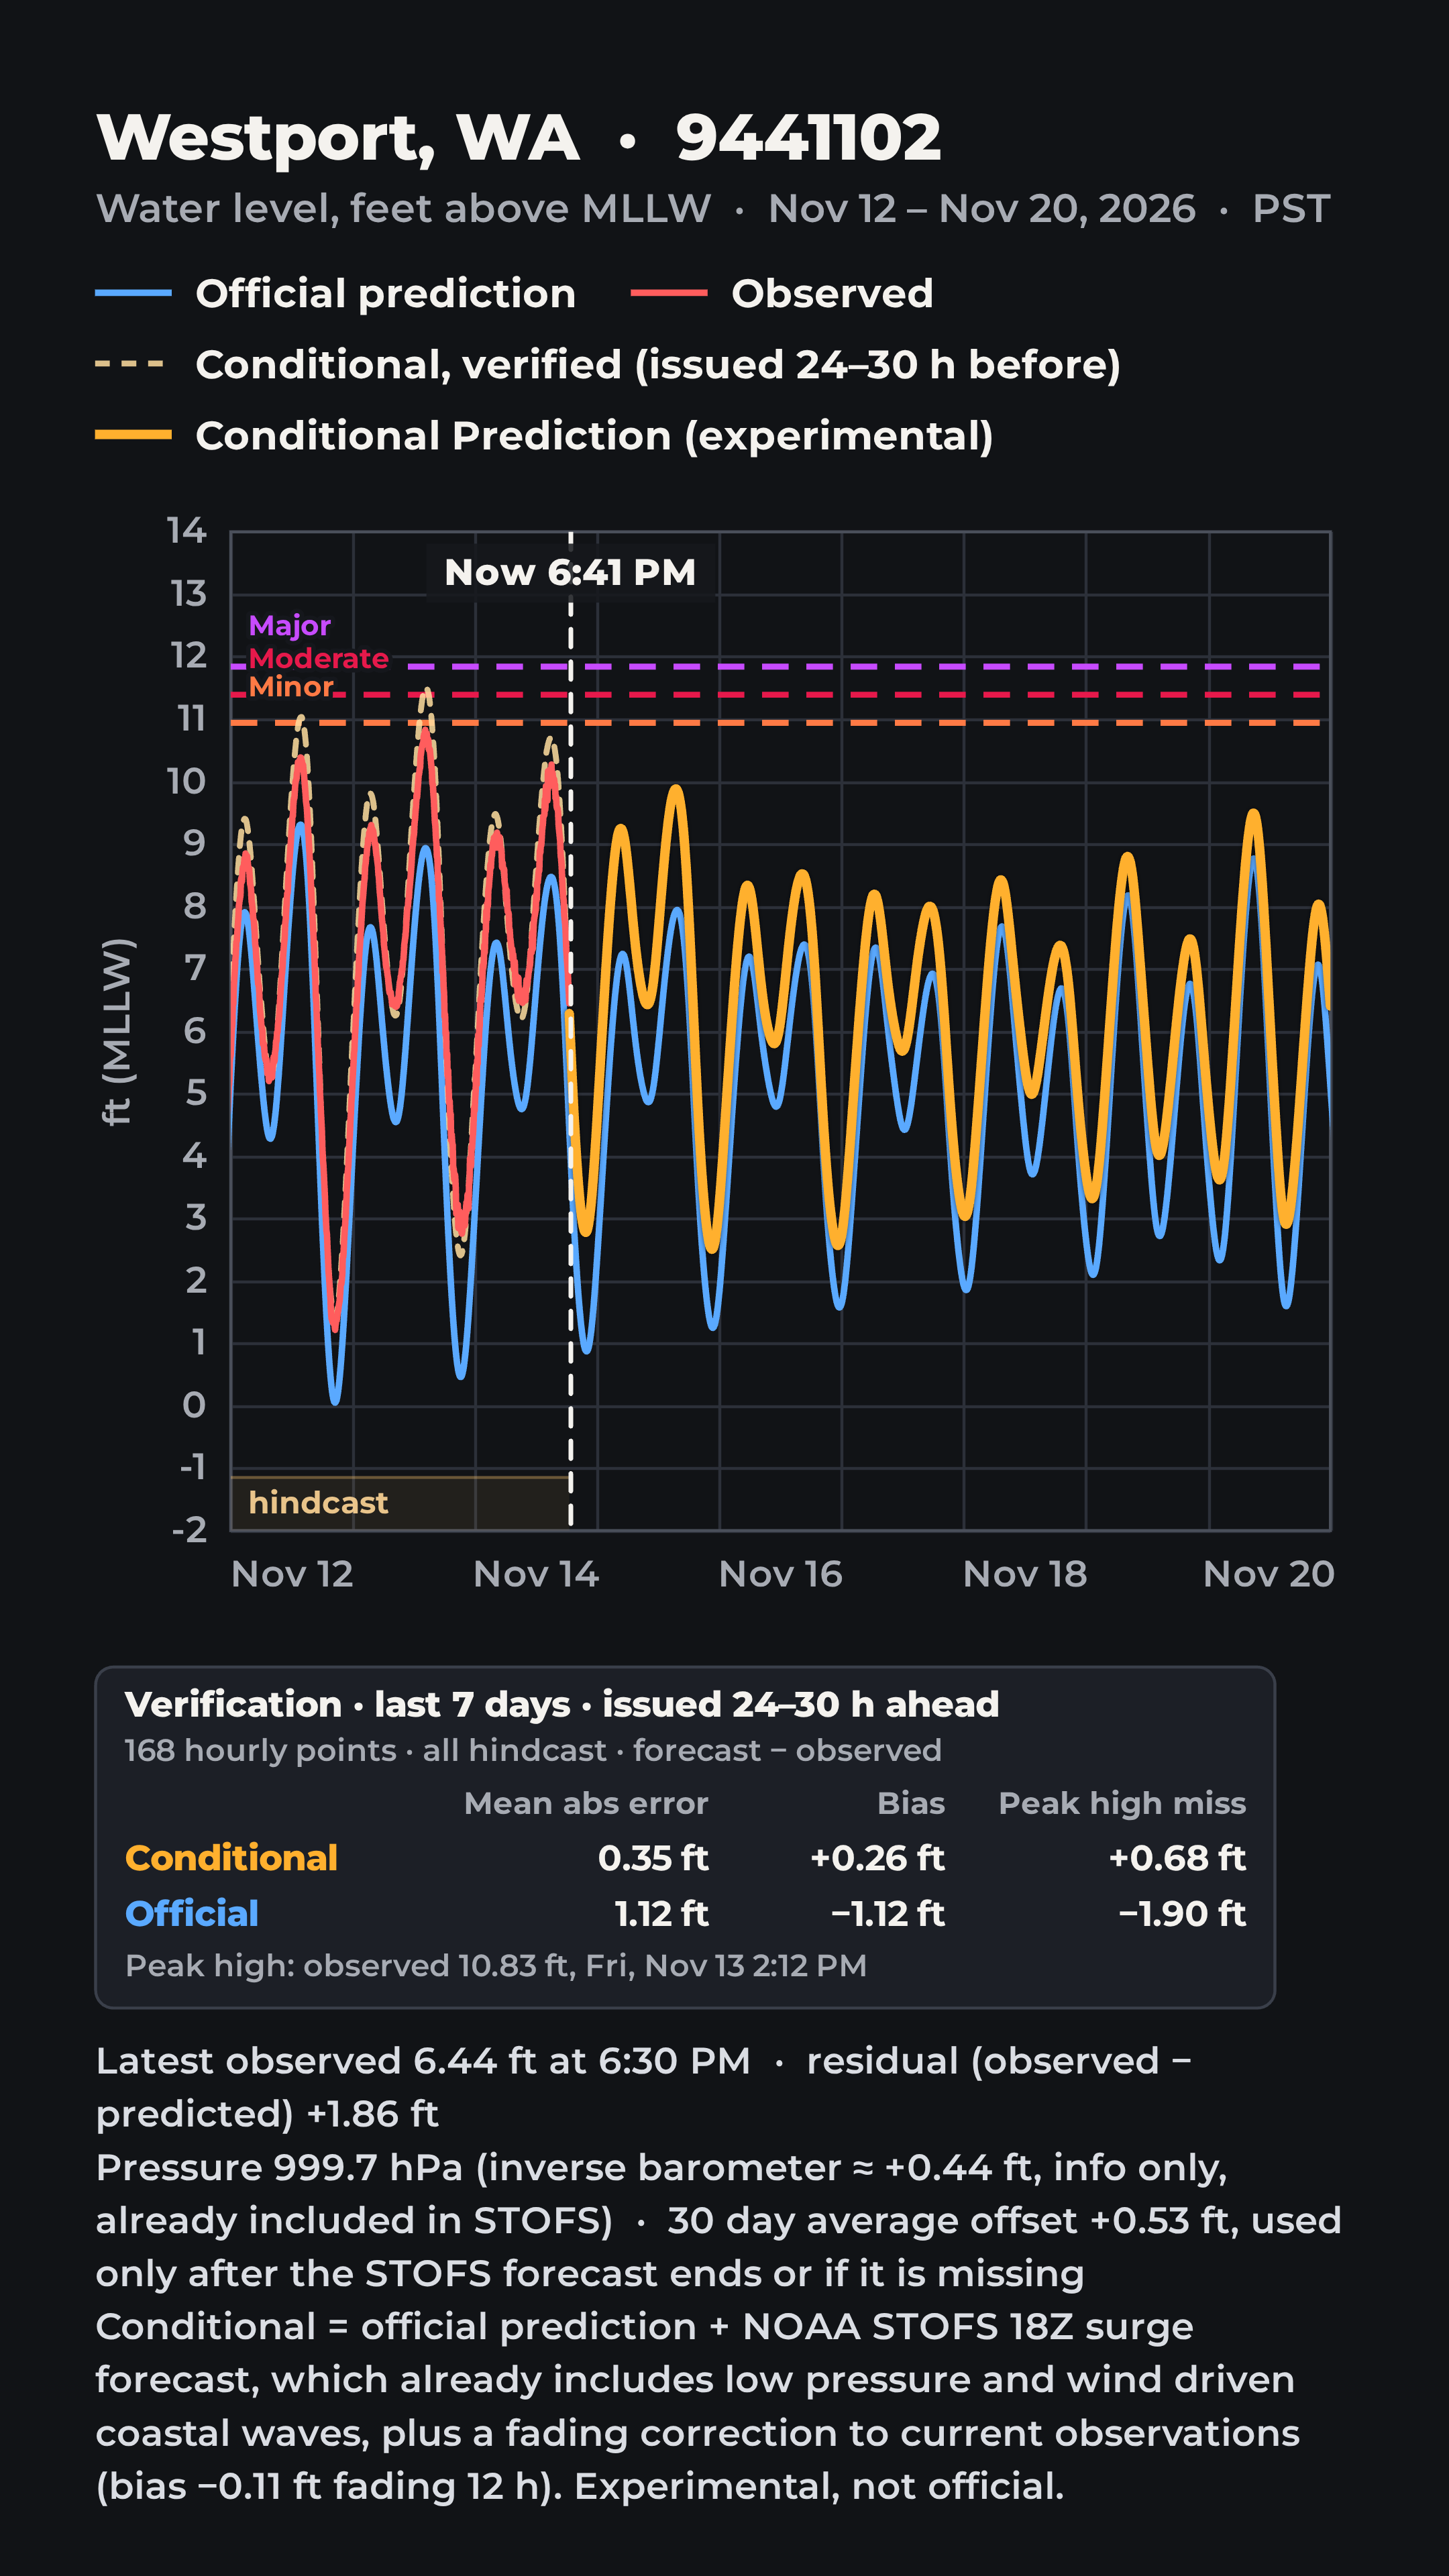 Westport, WA · 9441102
Water level, feet above MLLW · Nov 12 – Nov 20, 2026 · PST
Official prediction Observed
Conditional, verified (issued 24–30 h before)
Conditional Prediction (experimental)
14
Now 6:41 PM
13
Major
12
Moderate
Minor
11
10
9
8
7
6
5
4
3
2
1
0
-1
-2
ft (MLLW)
hindcast
Nov 12 Nov 14 Nov 16 Nov 18 Nov 20
Verification · last 7 days · issued 24–30 h ahead
168 hourly points · all hindcast · forecast − observed
Mean abs error Bias Peak high miss
Conditional 0.35 ft +0.26 ft +0.68 ft
Official 1.12 ft −1.12 ft −1.90 ft
Peak high: observed 10.83 ft, Fri, Nov 13 2:12 PM
Latest observed 6.44 ft at 6:30 PM · residual (observed −
predicted) +1.86 ft
Pressure 999.7 hPa (inverse barometer ≈ +0.44 ft, info only,
already included in STOFS) · 30 day average offset +0.53 ft, used
only after the STOFS forecast ends or if it is missing
Conditional = official prediction + NOAA STOFS 18Z surge
forecast, which already includes low pressure and wind driven
coastal waves, plus a fading correction to current observations
(bias −0.11 ft fading 12 h). Experimental, not official.